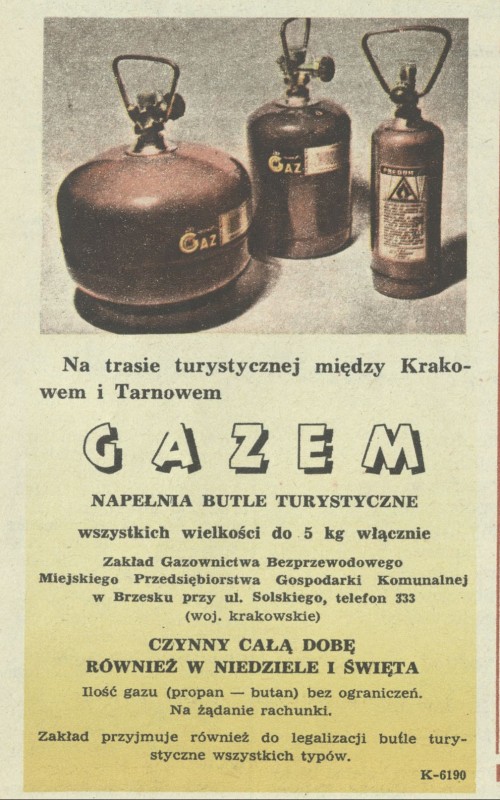 GAZ
GAZ
Na trasie turystycznej między Krako-
wem i Tarnowem
GAZEM
NAPEŁNIA BUTLE TURYSTYCZNE
wszystkich wielkości do 5 kg włącznie
Zakład Gazownictwa Bezprzewodowego
Miejskiego Przedsiębiorstwa Gospodarki Komunalnej
w Brzesku przy ul. Solskiego, telefon 333
(woj. krakowskie)
CZYNNY CAŁĄ DOBĘ
RÓWNIEŻ W NIEDZIELE I ŚWIĘTA
Ilość gazu (propan — butan) bez ograniczeń.
Na żądanie rachunki.
Zakład przyjmuje również do legalizacji butle tury-
styczne wszystkich typów.
K-6190